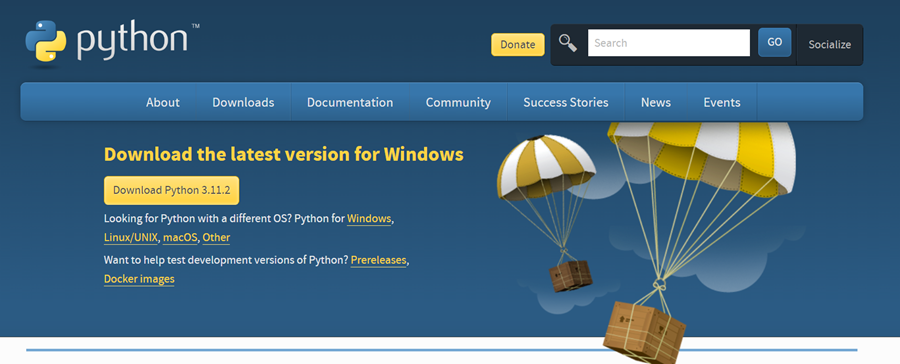 python™
Donate
Search
GO
Socialize
About Downloads Documentation Community Success Stories News Events
Download the latest version for Windows
Download Python 3.11.2
Looking for Python with a different OS? Python for Windows,
Linux/UNIX, macOS, Other
Want to help test development versions of Python? Prereleases,
Docker images